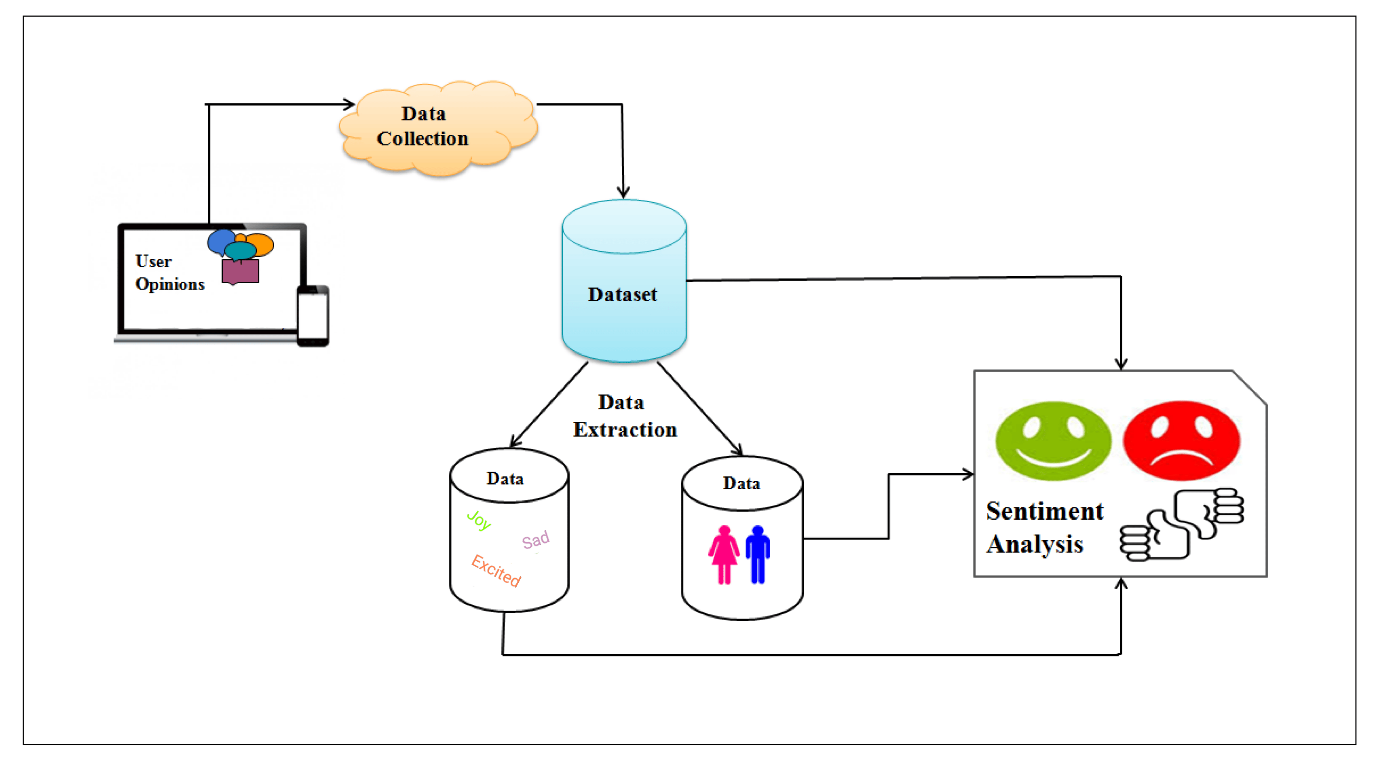 Data
Collection
User
Opinions
Dataset
Data
Extraction
Data
Joy
Sad
Excited
Data
Sentiment
Analysis